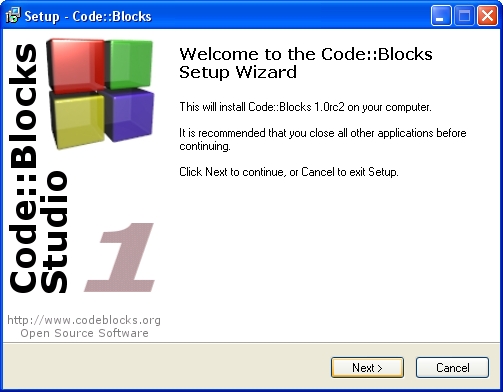 Setup - Code::Blocks
Code::Blocks
Studio
1
http://www.codeblocks.org
Open Source Software
Welcome to the Code::Blocks
Setup Wizard
This will install Code::Blocks 1.0rc2 on your computer.
It is recommended that you close all other applications before
continuing.
Click Next to continue, or Cancel to exit Setup.
Next >
Cancel